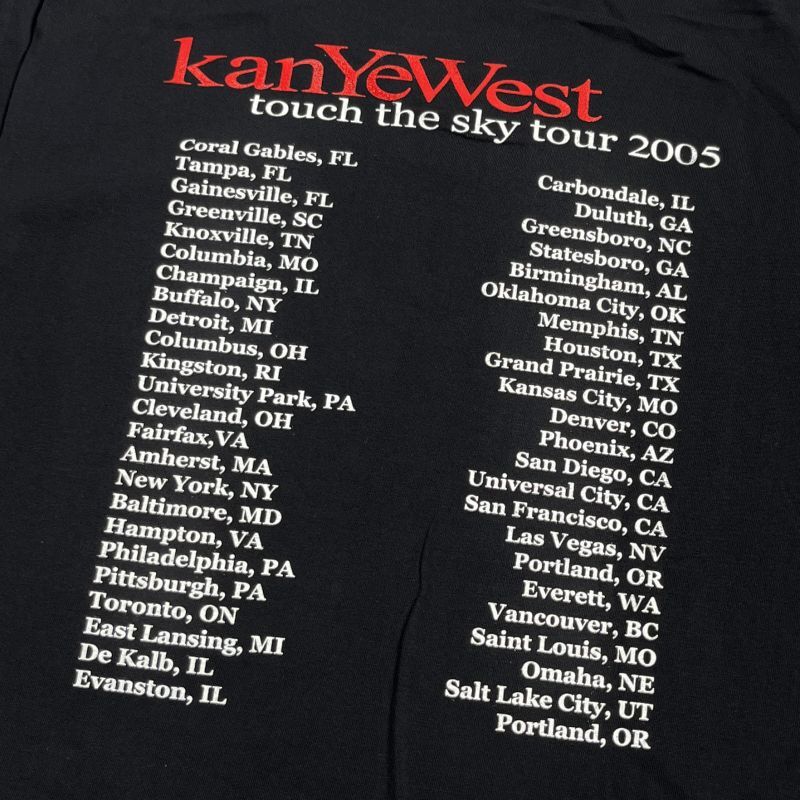 kanYeWest
touch the sky tour 2005
Coral Gables, FL
Tampa, FL
Gainesville, FL
Greenville, SC
Knoxville, TN
Columbia, MO
Champaign, IL
Buffalo, NY
Detroit, MI
Columbus, OH
Kingston, RI
University Park, PA
Cleveland, OH
Fairfax,VA
Amherst, MA
New York, NY
Baltimore, MD
Hampton, VA
Philadelphia, PA
Pittsburgh, PA
Toronto, ON
East Lansing, MI
De Kalb, IL
Evanston, IL
Carbondale, IL
Duluth, GA
Greensboro, NC
Statesboro, GA
Birmingham, AL
Oklahoma City, OK
Memphis, TN
Houston, TX
Grand Prairie, TX
Kansas City, MO
Denver, CO
Phoenix, AZ
San Diego, CA
Universal City, CA
San Francisco, CA
Las Vegas, NV
Portland, OR
Everett, WA
Vancouver, BC
Saint Louis, MO
Omaha, NE
Salt Lake City, UT
Portland, OR